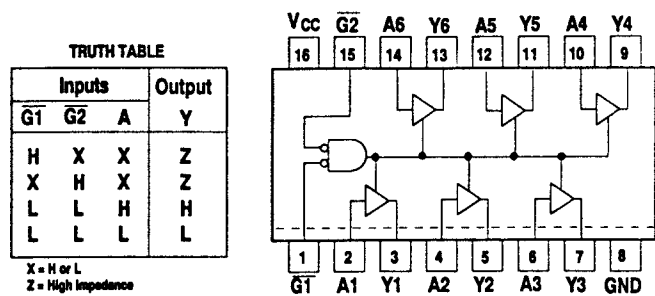 TRUTH TABLE
Inputs Output
G1 G2 A Y
H X X Z
X H X Z
L L H H
L L L L
X = H or L
Z = High Impedance
VCC G2 A6 Y6 A5 Y5 A4 Y4
16 15 14 13 12 11 10 9
1 2 3 4 5 6 7 8
G1 A1 Y1 A2 Y2 A3 Y3 GND